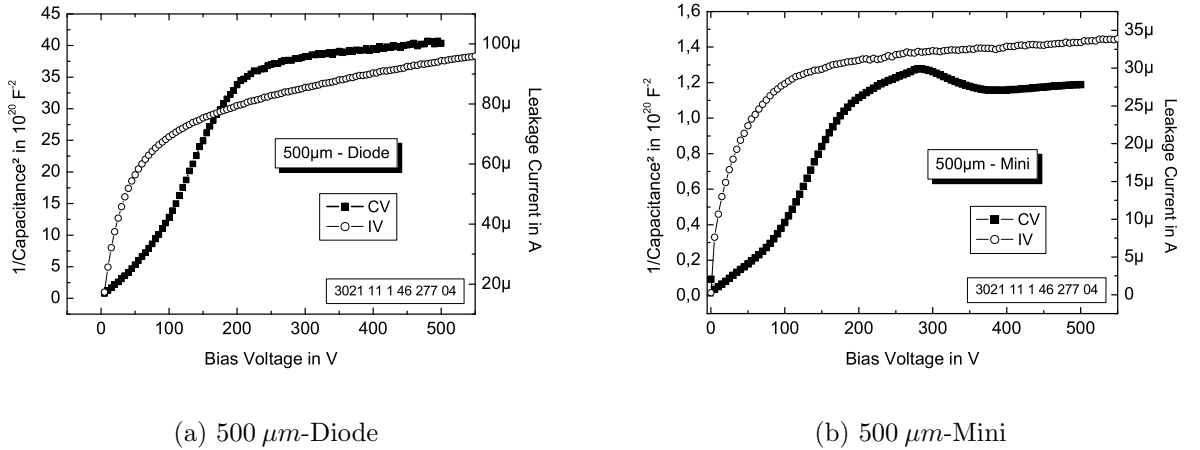 45
40
35
30
25
20
15
10
5
0
1/Capacitance² in 10²⁰ F⁻²
100µ
80µ
60µ
40µ
20µ
Leakage Current in A
500µm - Diode
CV
IV
3021 11 1 46 277 04
0 100 200 300 400 500
Bias Voltage in V
(a) 500 µm-Diode
1,6
1,4
1,2
1,0
0,8
0,6
0,4
0,2
0,0
1/Capacitance² in 10²⁰ F⁻²
35µ
30µ
25µ
20µ
15µ
10µ
5µ
0
Leakage Current in A
500µm - Mini
CV
IV
3021 11 1 46 277 04
0 100 200 300 400 500
Bias Voltage in V
(b) 500 µm-Mini